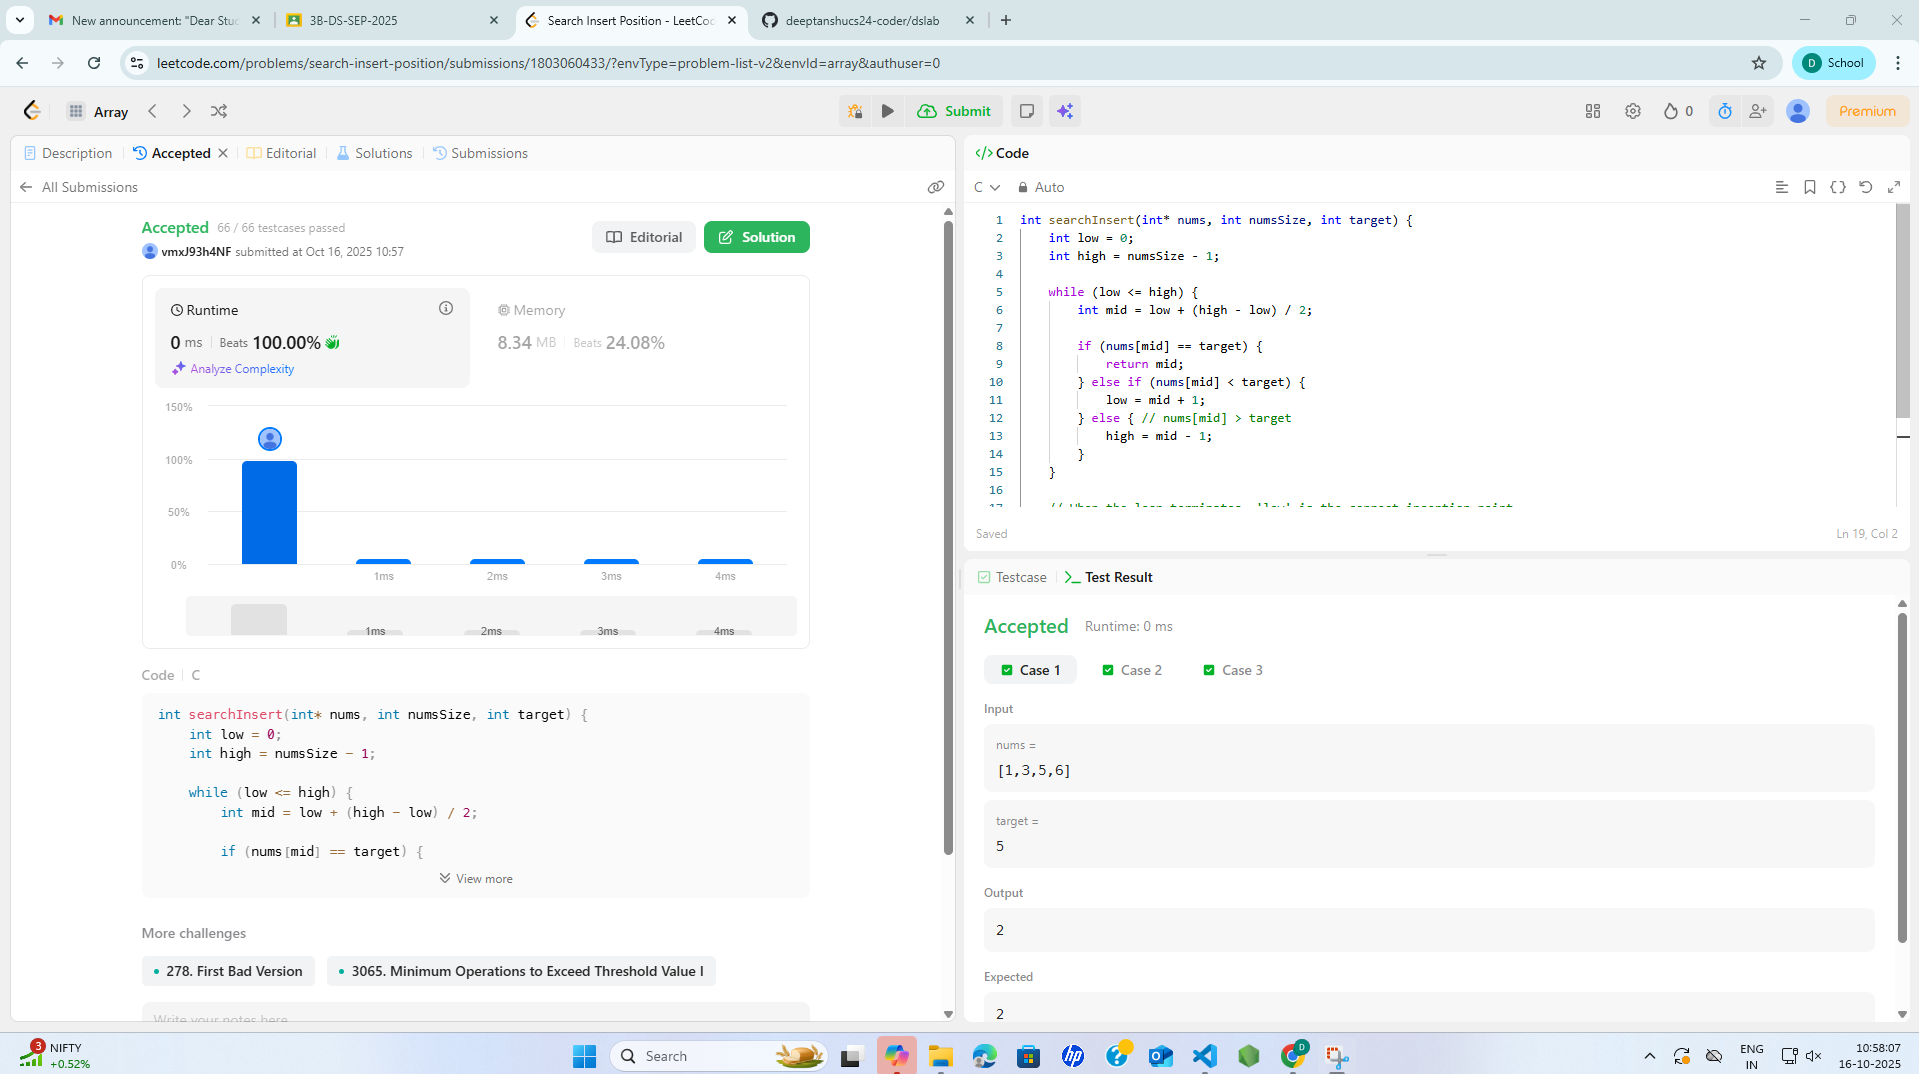 New announcement: "Dear Stu
3B-DS-SEP-2025
Search Insert Position - LeetCo
deeptanshucs24-coder/dslab
leetcode.com/problems/search-insert-position/submissions/1803060433/?envType=problem-list-v2&envId=array&authuser=0
D School
Array
Submit
0
Premium
Description
Accepted
Editorial
Solutions
Submissions
All Submissions
Accepted 66 / 66 testcases passed
vmxJ93h4NF submitted at Oct 16, 2025 10:57
Editorial
Solution
Runtime
0 ms Beats 100.00%
Analyze Complexity
Memory
8.34 MB Beats 24.08%
150%
100%
50%
0%
1ms 2ms 3ms 4ms
1ms 2ms 3ms 4ms
Code C
int searchInsert(int* nums, int numsSize, int target) {
int low = 0;
int high = numsSize - 1;
while (low <= high) {
int mid = low + (high - low) / 2;
if (nums[mid] == target) {
View more
More challenges
278. First Bad Version
3065. Minimum Operations to Exceed Threshold Value I
Write your notes here
</> Code
C
Auto
1 int searchInsert(int* nums, int numsSize, int target) {
2 int low = 0;
3 int high = numsSize - 1;
4
5 while (low <= high) {
6 int mid = low + (high - low) / 2;
7
8 if (nums[mid] == target) {
9 return mid;
10 } else if (nums[mid] < target) {
11 low = mid + 1;
12 } else { // nums[mid] > target
13 high = mid - 1;
14 }
15 }
16
17 // When the loop terminates, 'low' is the correct insertion point
Saved
Ln 19, Col 2
Testcase
Test Result
Accepted Runtime: 0 ms
Case 1
Case 2
Case 3
Input
nums =
[1,3,5,6]
target =
5
Output
2
Expected
2
3
NIFTY
+0.52%
Search
hp
D
ENG
IN
10:58:07
16-10-2025